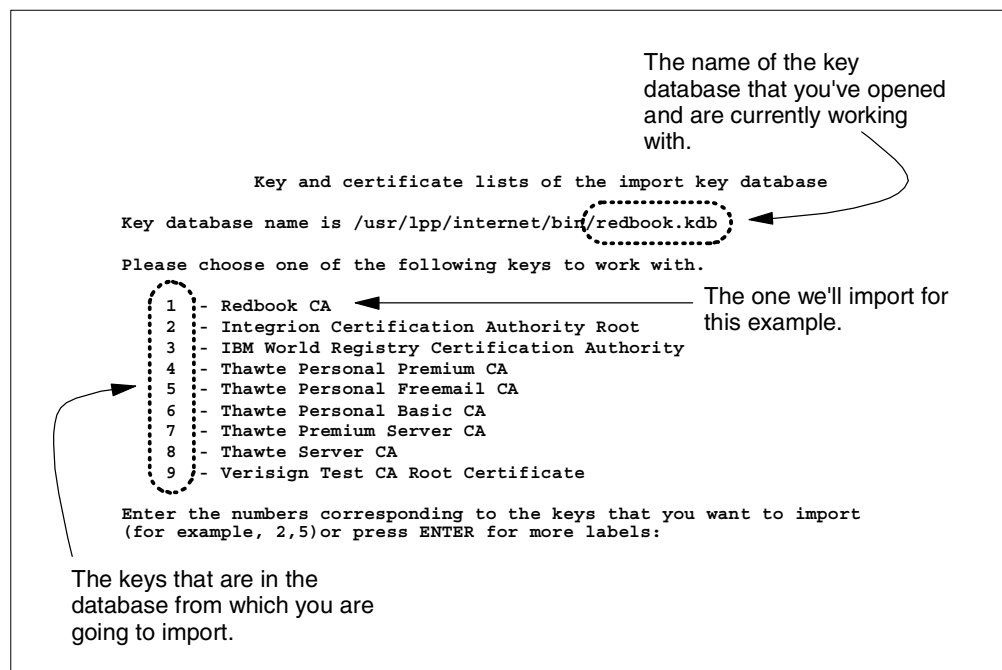 The name of the key
database that you've opened
and are currently working
with.
Key and certificate lists of the import key database
Key database name is /usr/lpp/internet/bin/redbook.kdb
Please choose one of the following keys to work with.
1 - Redbook CA
The one we'll import for
this example.
2 - Integrion Certification Authority Root
3 - IBM World Registry Certification Authority
4 - Thawte Personal Premium CA
5 - Thawte Personal Freemail CA
6 - Thawte Personal Basic CA
7 - Thawte Premium Server CA
8 - Thawte Server CA
9 - Verisign Test CA Root Certificate
Enter the numbers corresponding to the keys that you want to import
(for example, 2,5)or press ENTER for more labels:
The keys that are in the
database from which you are
going to import.